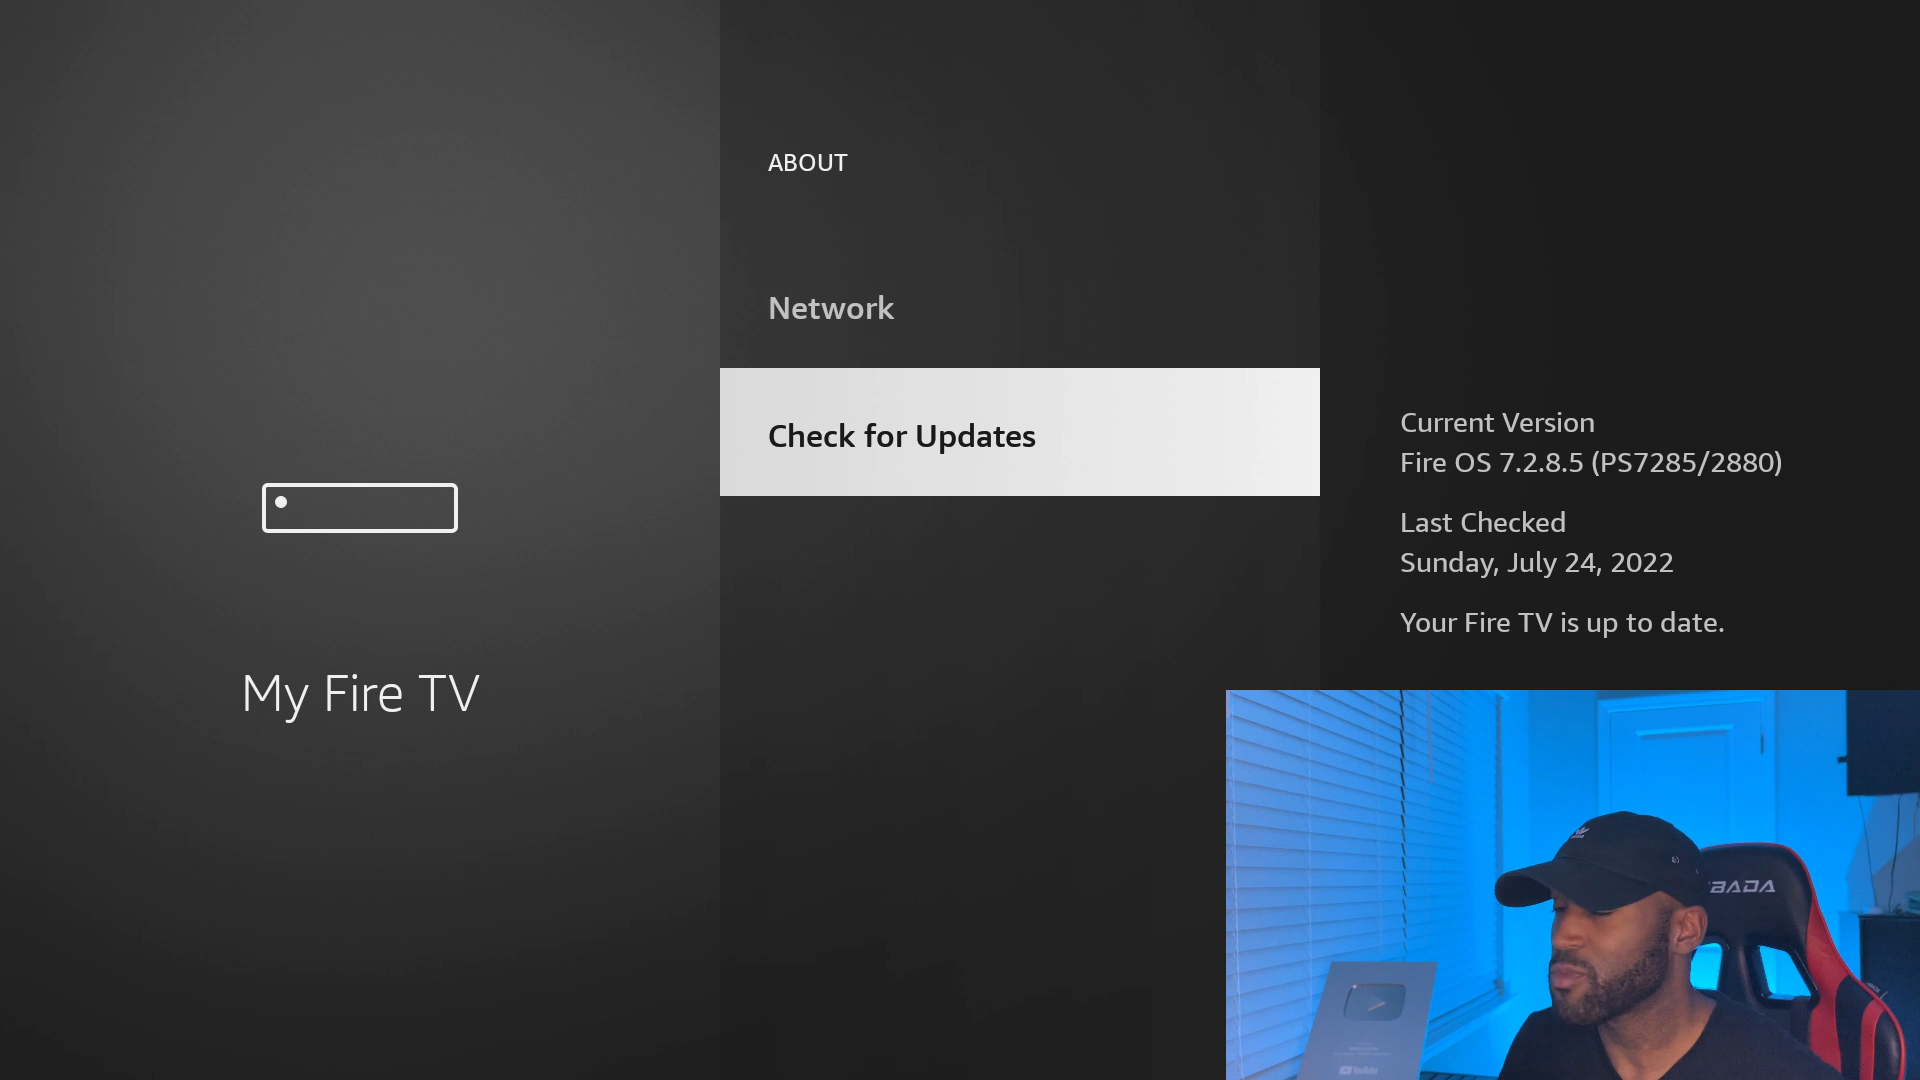 ABOUT
Network
Check for Updates
Current Version
Fire OS 7.2.8.5 (PS7285/2880)
Last Checked
Sunday, July 24, 2022
Your Fire TV is up to date.
My Fire TV
BADA
YouTube